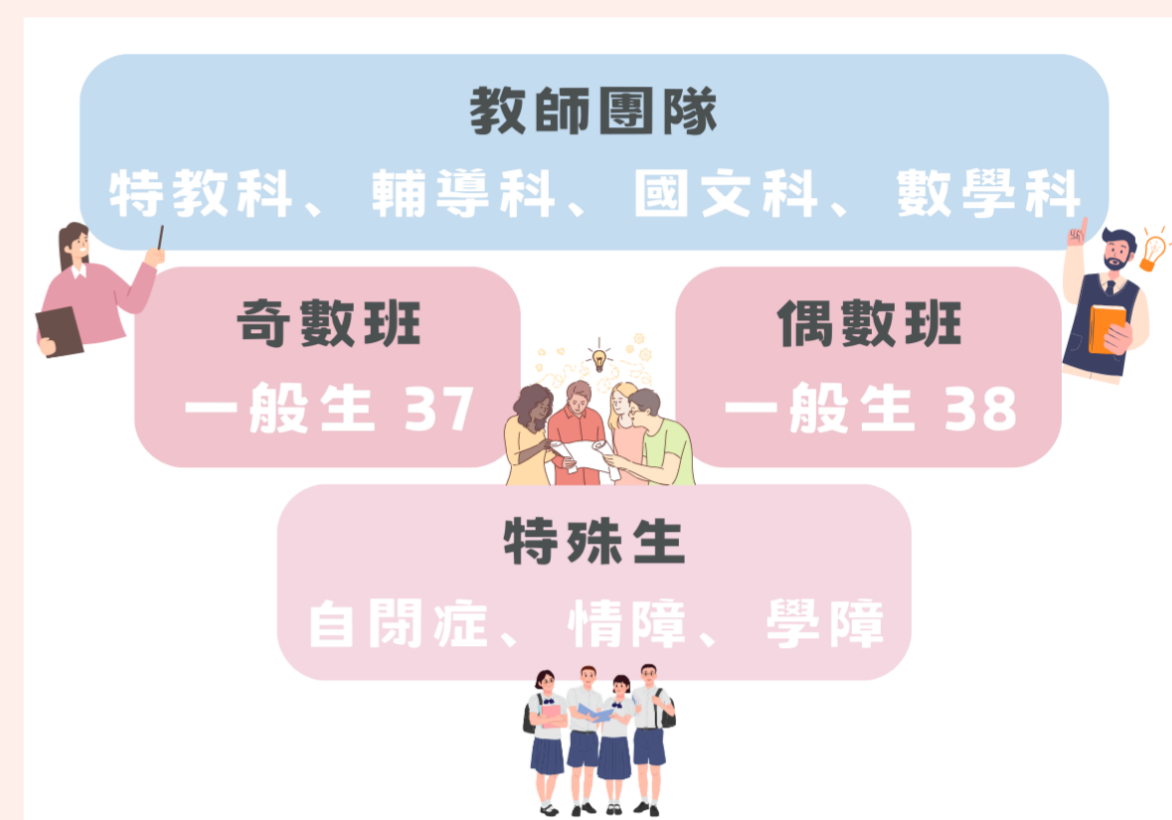 教師團隊
特教科、輔導科、國文科、數學科
奇數班
一般生 37
偶數班
一般生 38
特殊生
自閉症、情障、學障